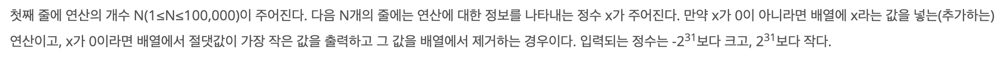 첫째 줄에 연산의 개수 N(1≤N≤100,000)이 주어진다. 다음 N개의 줄에는 연산에 대한 정보를 나타내는 정수 x가 주어진다. 만약 x가 0이 아니라면 배열에 x라는 값을 넣는(추가하는)
연산이고, x가 0이라면 배열에서 절댓값이 가장 작은 값을 출력하고 그 값을 배열에서 제거하는 경우이다. 입력되는 정수는 -2³¹보다 크고, 2³¹보다 작다.